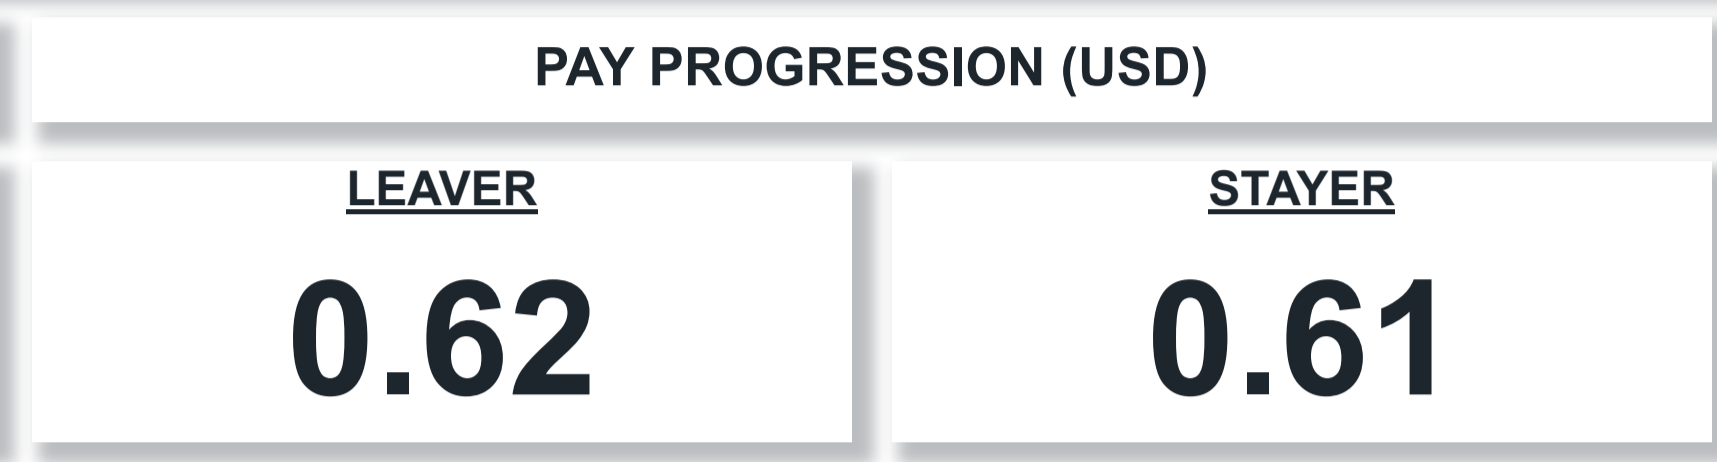 PAY PROGRESSION (USD)
LEAVER
0.62
STAYER
0.61